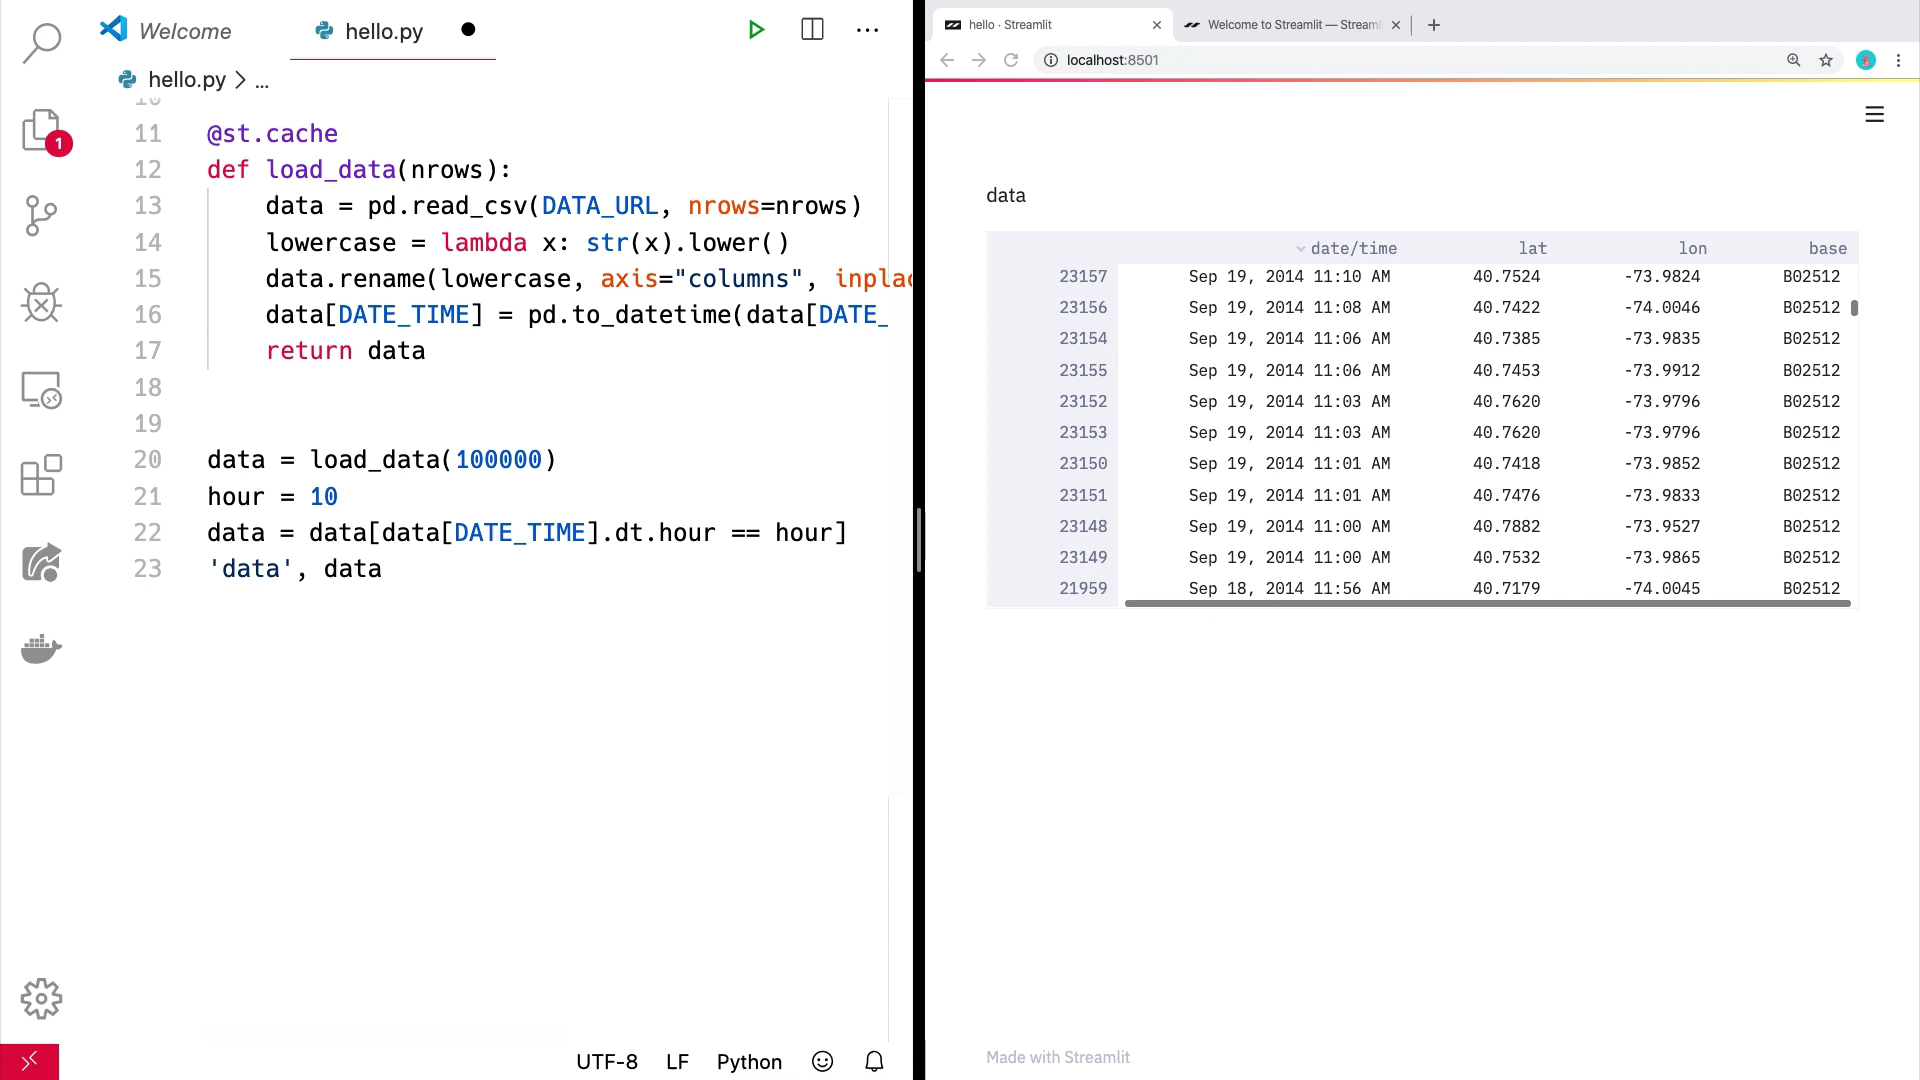 Welcome
hello.py
hello.py > ...
1
10
11 @st.cache
12 def load_data(nrows):
13 data = pd.read_csv(DATA_URL, nrows=nrows)
14 lowercase = lambda x: str(x).lower()
15 data.rename(lowercase, axis="columns", inplac
16 data[DATE_TIME] = pd.to_datetime(data[DATE_
17 return data
18
19
20 data = load_data(100000)
21 hour = 10
22 data = data[data[DATE_TIME].dt.hour == hour]
23 'data', data
UTF-8 LF Python
hello · Streamlit
Welcome to Streamlit — Streaml
localhost:8501
data
date/time lat lon base
23157 Sep 19, 2014 11:10 AM 40.7524 -73.9824 B02512
23156 Sep 19, 2014 11:08 AM 40.7422 -74.0046 B02512
23154 Sep 19, 2014 11:06 AM 40.7385 -73.9835 B02512
23155 Sep 19, 2014 11:06 AM 40.7453 -73.9912 B02512
23152 Sep 19, 2014 11:03 AM 40.7620 -73.9796 B02512
23153 Sep 19, 2014 11:03 AM 40.7620 -73.9796 B02512
23150 Sep 19, 2014 11:01 AM 40.7418 -73.9852 B02512
23151 Sep 19, 2014 11:01 AM 40.7476 -73.9833 B02512
23148 Sep 19, 2014 11:00 AM 40.7882 -73.9527 B02512
23149 Sep 19, 2014 11:00 AM 40.7532 -73.9865 B02512
21959 Sep 18, 2014 11:56 AM 40.7179 -74.0045 B02512
Made with Streamlit